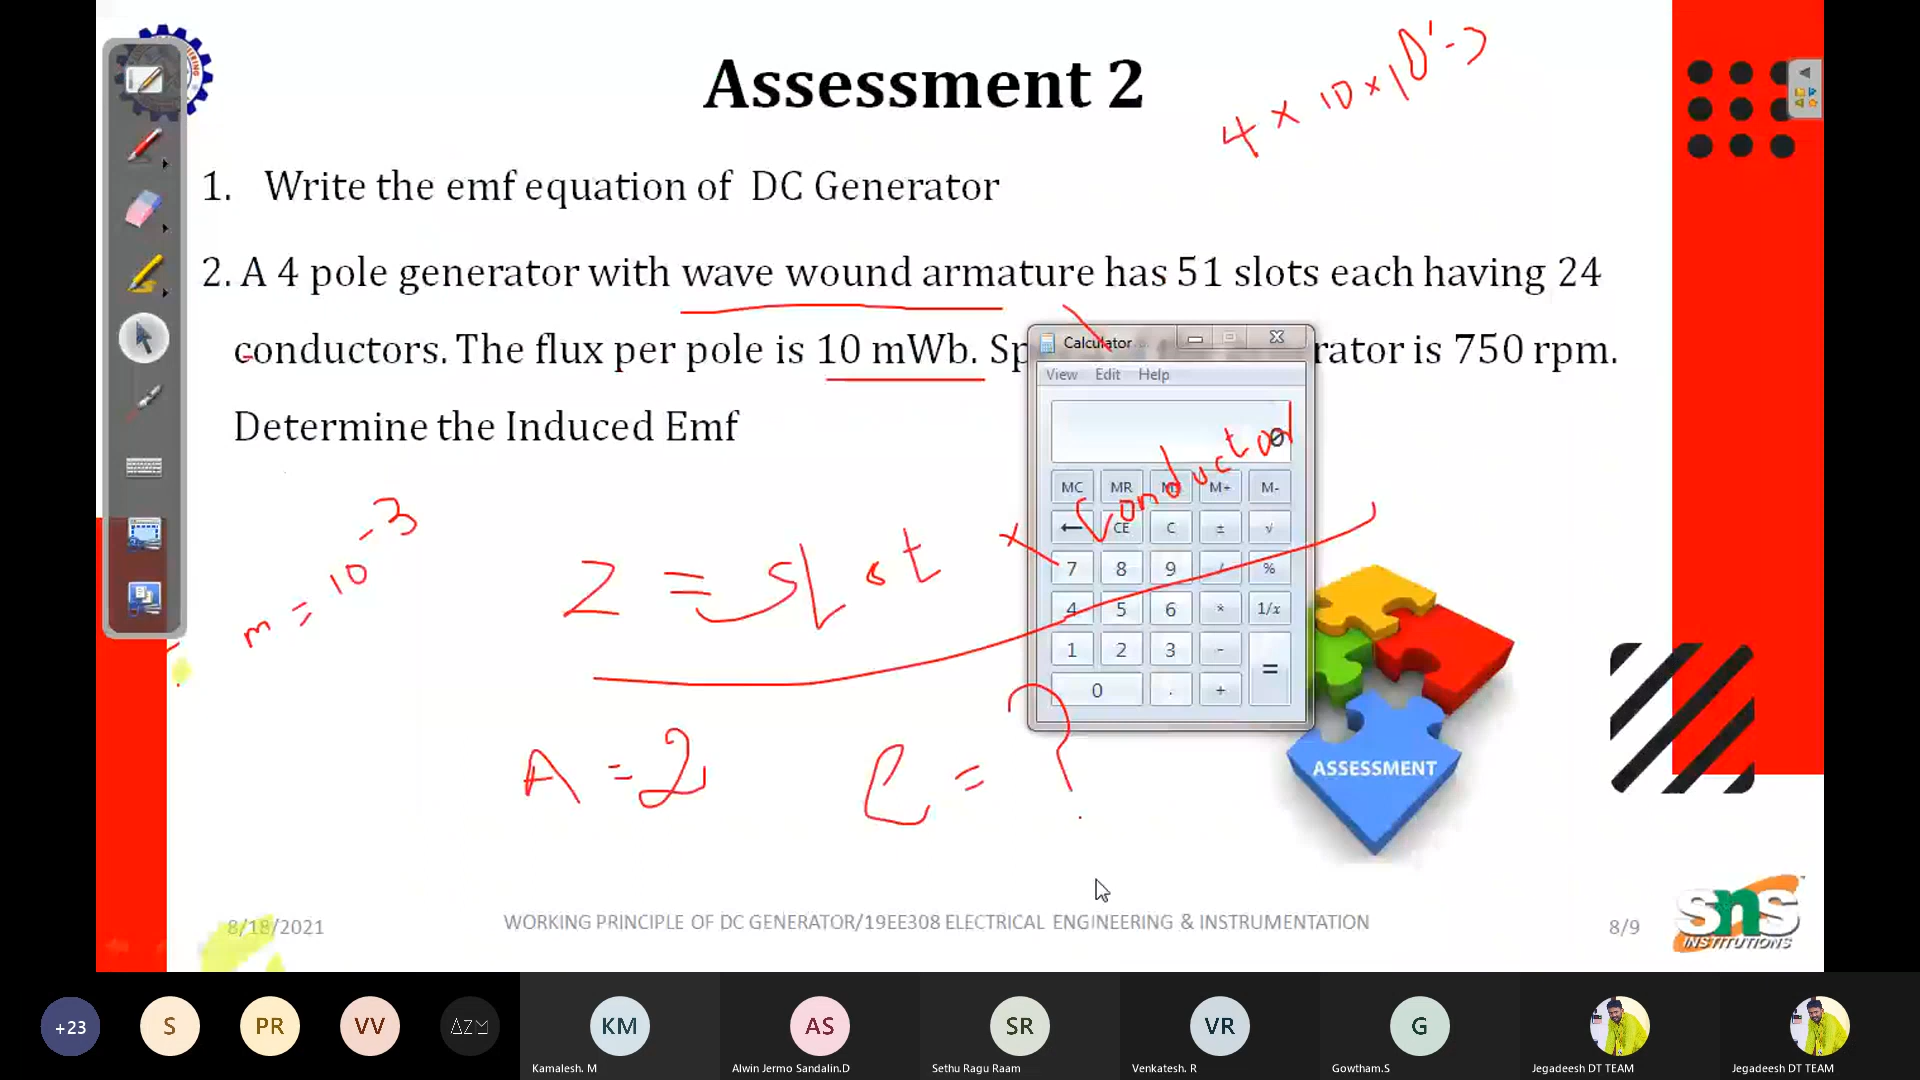 Assessment 2
4 × 10 × 10
1. Write the emf equation of DC Generator
2. A 4 pole generator with wave wound armature has 51 slots each having 24
conductors. The flux per pole is 10 mWb. Sp
rator is 750 rpm.
Determine the Induced Emf
Calculator
View Edit Help
0
MC MR MS M+ M-
← CE C ± √
7 8 9 / %
4 5 6 * 1/x
1 2 3 - =
0 . +
m = 10 -3
Z = slot × Conductor
A = 2
= ?
ASSESSMENT
8/18/2021
WORKING PRINCIPLE OF DC GENERATOR/19EE308 ELECTRICAL ENGINEERING & INSTRUMENTATION
8/9
sns
INSTITUTIONS
+23 S PR VV KM AS SR VR G
Kamalesh. M Alwin Jermo Sandalin.D Sethu Ragu Raam Venkatesh. R Gowtham.S Jegadeesh DT TEAM Jegadeesh DT TEAM